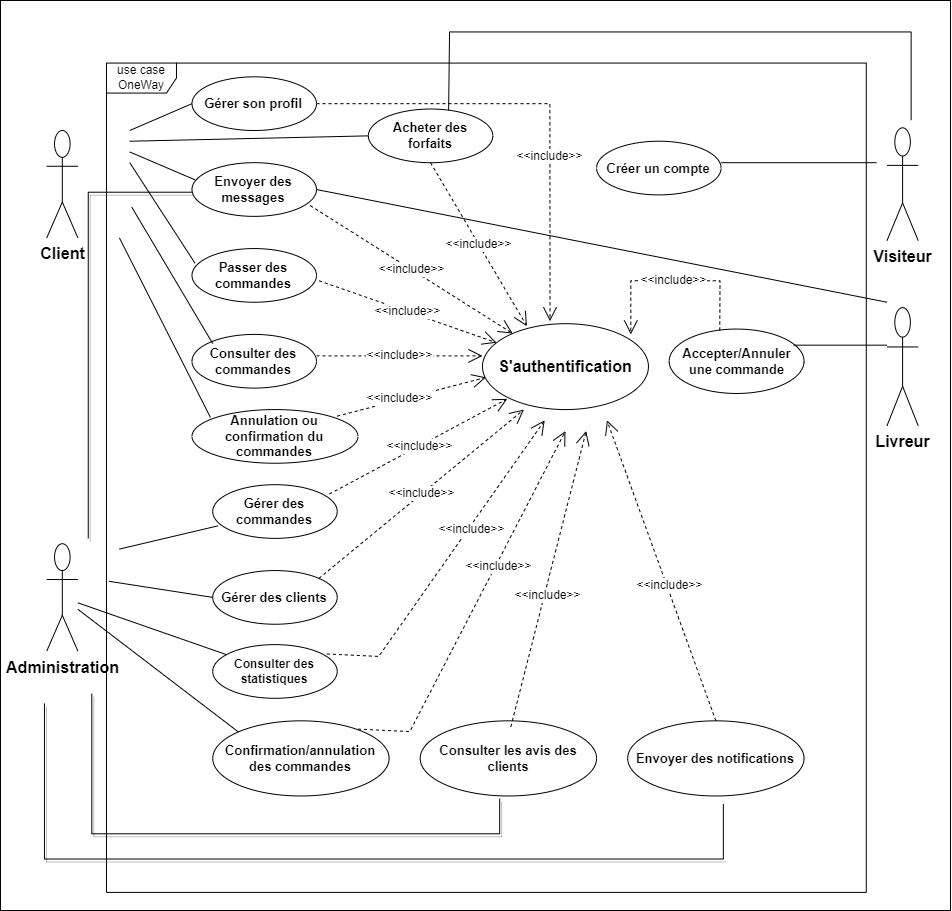 use case
OneWay
Gérer son profil
Acheter des
forfaits
<<include>>
Créer un compte
Envoyer des
messages
Client
<<include>>
Visiteur
<<include>>
Passer des
commandes
<<include>>
<<include>>
S'authentification
Consulter des
commandes
<<include>>
Accepter/Annuler
une commande
<<include>>
Annulation ou
confirmation du
commandes
Livreur
<<include>>
Gérer des
commandes
<<include>>
<<include>>
<<include>>
Gérer des clients
<<include>>
<<include>>
Administration
Consulter des
statistiques
Confirmation/annulation
des commandes
Consulter les avis des
clients
Envoyer des notifications